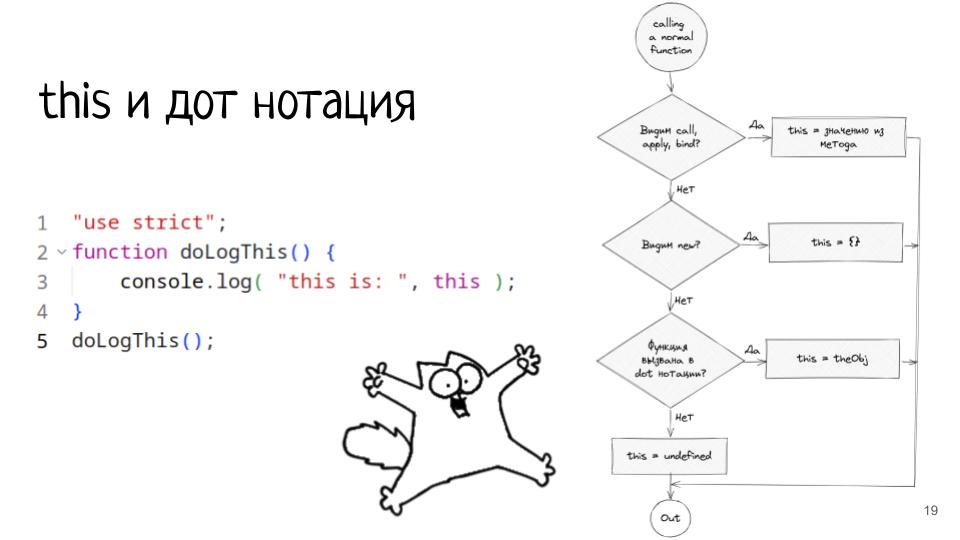 this и дот нотация
1 "use strict";
2 function doLogThis() {
3 console.log( "this is: ", this );
4 }
5 doLogThis();
calling
a normal
function
Видим call,
apply, bind?
Да
this = значению из
метода
Нет
Видим new?
Да
this = {}
Нет
Функция
вызвана в
dot нотации?
Да
this = theObj
Нет
this = undefined
Out
19